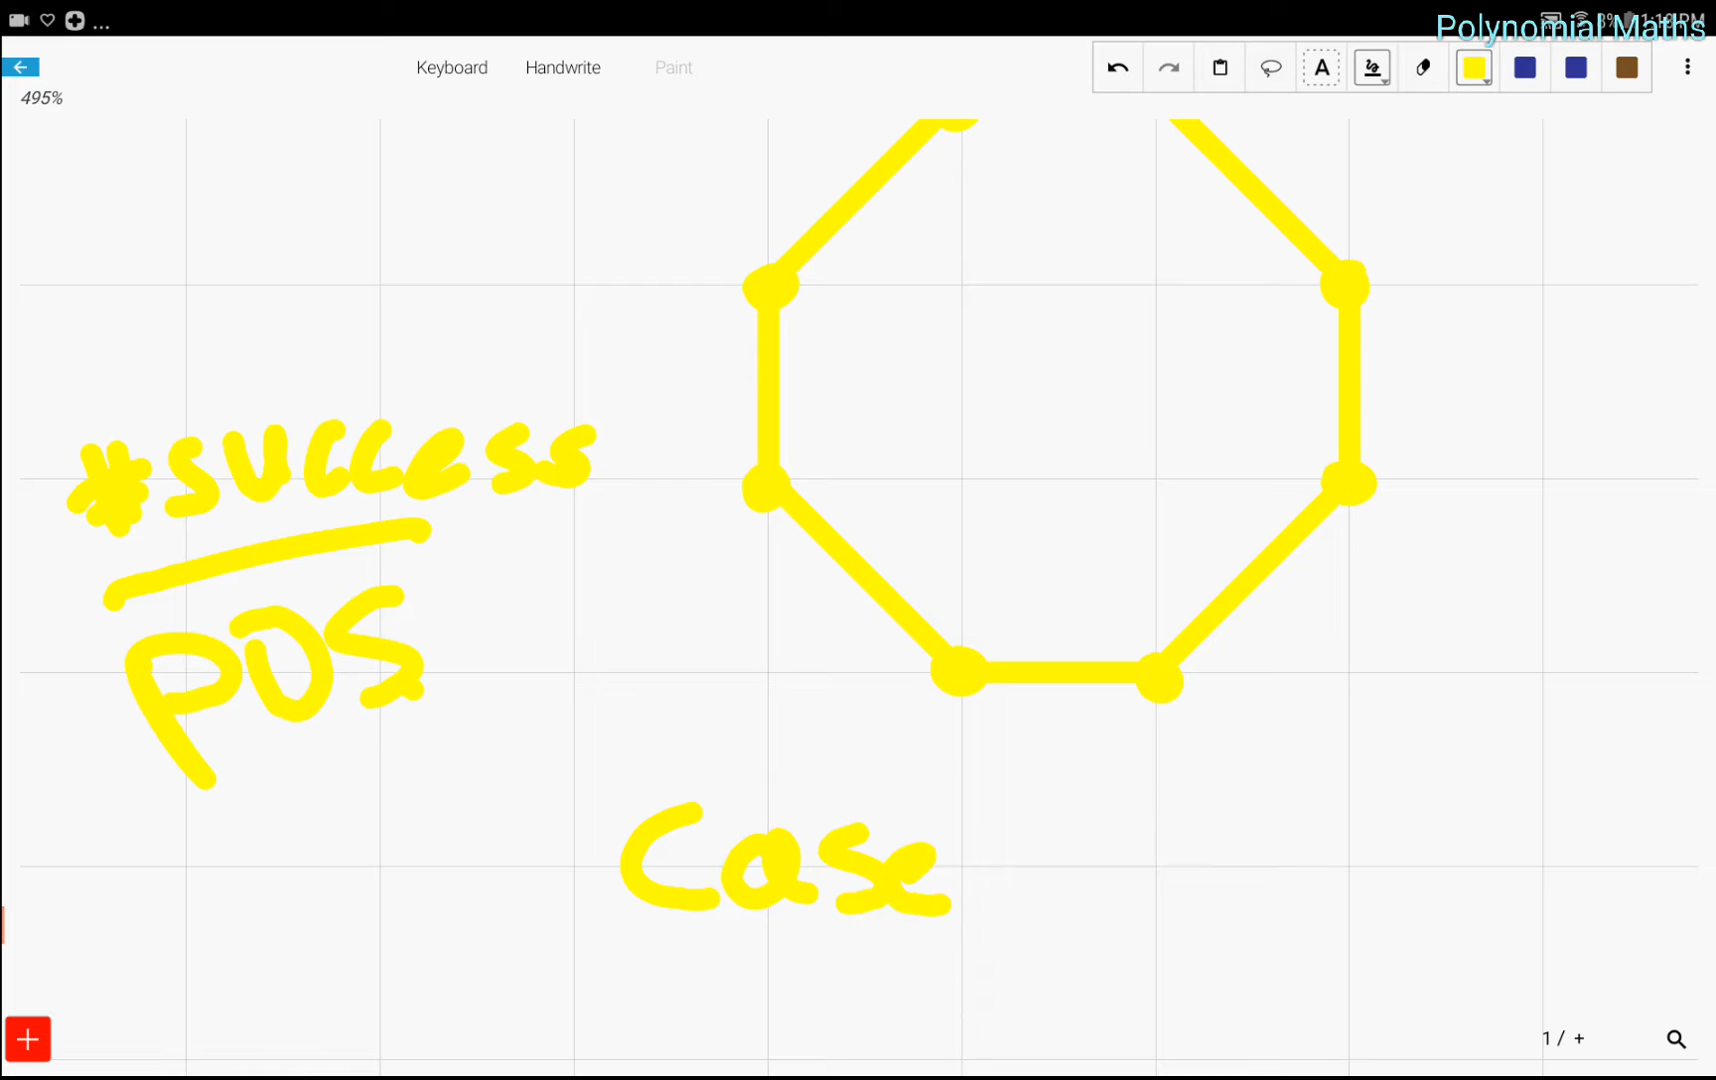 ...
Polynomial Maths
Keyboard Handwrite Paint
A
495%
#success
POS
Case
1 / +